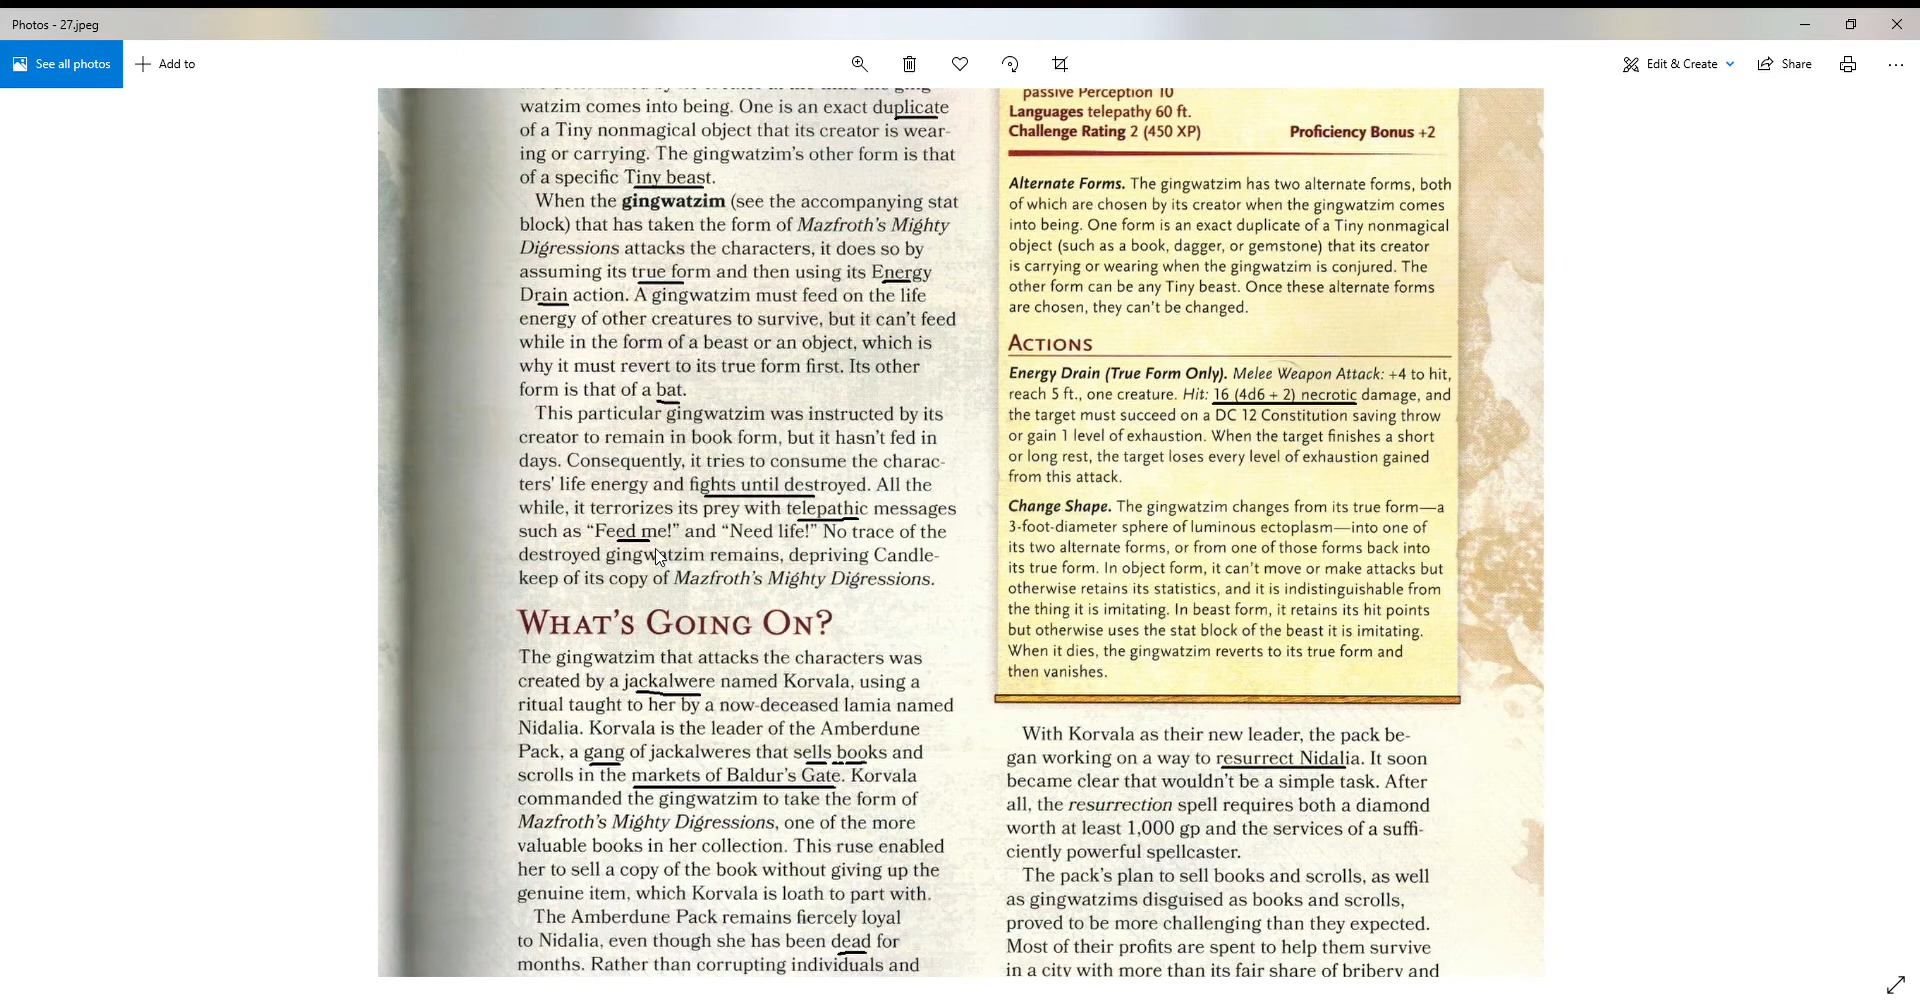 Photos - 27.jpeg
See all photos
Add to
Edit & Create
Share
watzim comes into being. One is an exact duplicate
of a Tiny nonmagical object that its creator is wear-
ing or carrying. The gingwatzim's other form is that
of a specific Tiny beast.
When the gingwatzim (see the accompanying stat
block) that has taken the form of Mazfroth's Mighty
Digressions attacks the characters, it does so by
assuming its true form and then using its Energy
Drain action. A gingwatzim must feed on the life
energy of other creatures to survive, but it can't feed
while in the form of a beast or an object, which is
why it must revert to its true form first. Its other
form is that of a bat.
This particular gingwatzim was instructed by its
creator to remain in book form, but it hasn't fed in
days. Consequently, it tries to consume the charac-
ters' life energy and fights until destroyed. All the
while, it terrorizes its prey with telepathic messages
such as “Feed me!” and “Need life!” No trace of the
destroyed gingwatzim remains, depriving Candle-
keep of its copy of Mazfroth's Mighty Digressions.
What's Going On?
The gingwatzim that attacks the characters was
created by a jackalwere named Korvala, using a
ritual taught to her by a now-deceased lamia named
Nidalia. Korvala is the leader of the Amberdune
Pack, a gang of jackalweres that sells books and
scrolls in the markets of Baldur's Gate. Korvala
commanded the gingwatzim to take the form of
Mazfroth's Mighty Digressions, one of the more
valuable books in her collection. This ruse enabled
her to sell a copy of the book without giving up the
genuine item, which Korvala is loath to part with.
The Amberdune Pack remains fiercely loyal
to Nidalia, even though she has been dead for
months. Rather than corrupting individuals and
passive Perception 10
Languages telepathy 60 ft.
Challenge Rating 2 (450 XP) Proficiency Bonus +2
Alternate Forms. The gingwatzim has two alternate forms, both
of which are chosen by its creator when the gingwatzim comes
into being. One form is an exact duplicate of a Tiny nonmagical
object (such as a book, dagger, or gemstone) that its creator
is carrying or wearing when the gingwatzim is conjured. The
other form can be any Tiny beast. Once these alternate forms
are chosen, they can't be changed.
Actions
Energy Drain (True Form Only). Melee Weapon Attack: +4 to hit,
reach 5 ft., one creature. Hit: 16 (4d6 + 2) necrotic damage, and
the target must succeed on a DC 12 Constitution saving throw
or gain 1 level of exhaustion. When the target finishes a short
or long rest, the target loses every level of exhaustion gained
from this attack.
Change Shape. The gingwatzim changes from its true form—a
3-foot-diameter sphere of luminous ectoplasm—into one of
its two alternate forms, or from one of those forms back into
its true form. In object form, it can't move or make attacks but
otherwise retains its statistics, and it is indistinguishable from
the thing it is imitating. In beast form, it retains its hit points
but otherwise uses the stat block of the beast it is imitating.
When it dies, the gingwatzim reverts to its true form and
then vanishes.
With Korvala as their new leader, the pack be-
gan working on a way to resurrect Nidalia. It soon
became clear that wouldn't be a simple task. After
all, the resurrection spell requires both a diamond
worth at least 1,000 gp and the services of a suffi-
ciently powerful spellcaster.
The pack's plan to sell books and scrolls, as well
as gingwatzims disguised as books and scrolls,
proved to be more challenging than they expected.
Most of their profits are spent to help them survive
in a city with more than its fair share of bribery and